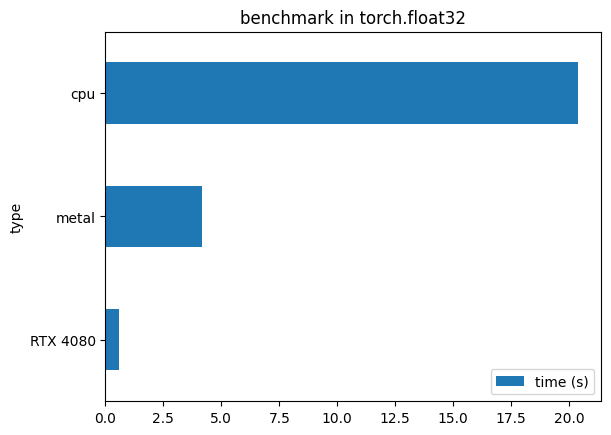 benchmark in torch.float32
cpu
metal
RTX 4080
type
time (s)
0.0 2.5 5.0 7.5 10.0 12.5 15.0 17.5 20.0